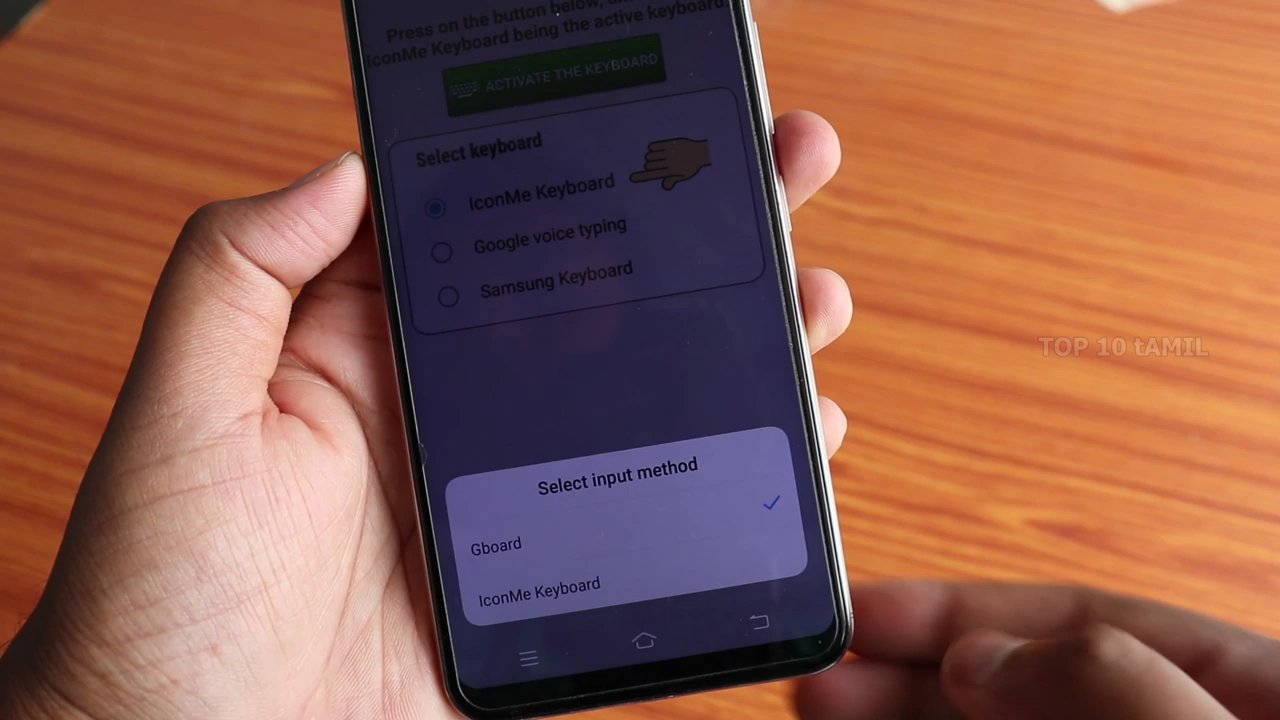 Press on the button below, and
IconMe Keyboard being the active keyboard.
ACTIVATE THE KEYBOARD
Select keyboard
IconMe Keyboard
Google voice typing
Samsung Keyboard
TOP 10 tAMIL
Select input method
Gboard
IconMe Keyboard